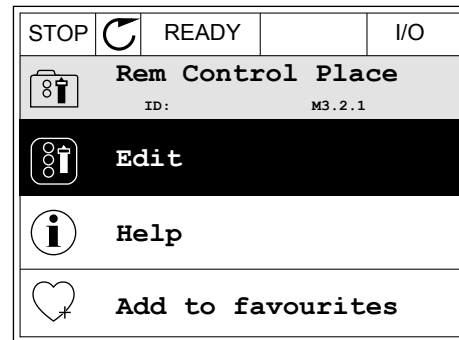 STOP READY I/O
Rem Control Place
ID: M3.2.1
Edit
Help
Add to favourites